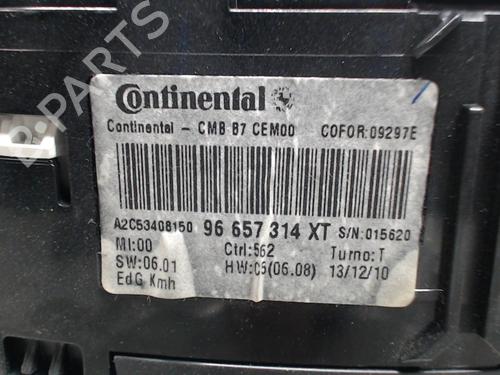 B-PARTS
Continental
Continental - CMB B7 CEM00 COFOR:09297E
A2C53408150 96 657 314 XT S/N:015620
MI:00 Ctrl:562 Turno:T
SW:06.01 HW:06(06.08) 13/12/10
EdG Kmh